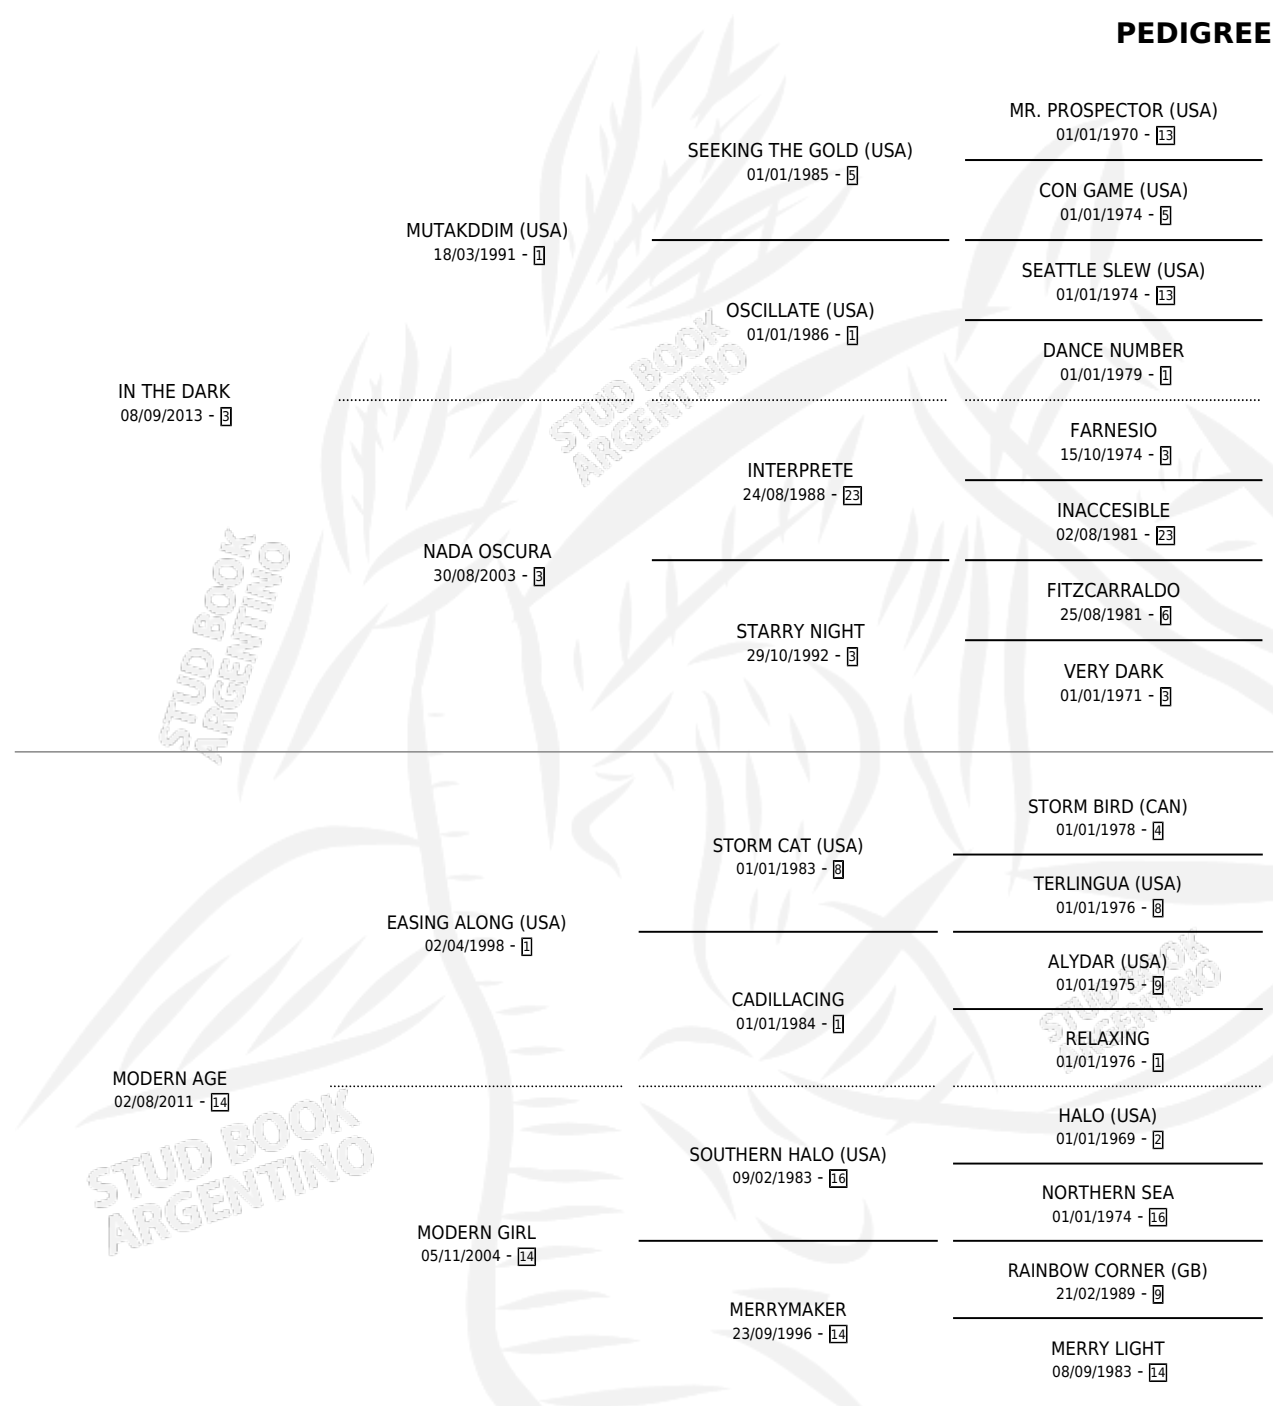 PEDIGREE
MR. PROSPECTOR (USA)
01/01/1970 - 13
SEEKING THE GOLD (USA)
01/01/1985 - 5
CON GAME (USA)
01/01/1974 - 5
MUTAKDDIM (USA)
18/03/1991 - 1
SEATTLE SLEW (USA)
01/01/1974 - 13
OSCILLATE (USA)
01/01/1986 - 1
DANCE NUMBER
01/01/1979 - 1
IN THE DARK
08/09/2013 - 3
FARNESIO
15/10/1974 - 3
INTERPRETE
24/08/1988 - 23
INACCESIBLE
02/08/1981 - 23
NADA OSCURA
30/08/2003 - 3
FITZCARRALDO
25/08/1981 - 6
STARRY NIGHT
29/10/1992 - 3
VERY DARK
01/01/1971 - 3
STORM BIRD (CAN)
01/01/1978 - 4
STORM CAT (USA)
01/01/1983 - 8
TERLINGUA (USA)
01/01/1976 - 8
EASING ALONG (USA)
02/04/1998 - 1
ALYDAR (USA)
01/01/1975 - 9
CADILLACING
01/01/1984 - 1
RELAXING
01/01/1976 - 1
MODERN AGE
02/08/2011 - 14
HALO (USA)
01/01/1969 - 2
SOUTHERN HALO (USA)
09/02/1983 - 16
NORTHERN SEA
01/01/1974 - 16
MODERN GIRL
05/11/2004 - 14
RAINBOW CORNER (GB)
21/02/1989 - 9
MERRYMAKER
23/09/1996 - 14
MERRY LIGHT
08/09/1983 - 14
STUD BOOK
ARGENTINO
STUD BOOK
ARGENTINO
STUD BOOK
ARGENTINO
STUD BOOK
ARGENTINO